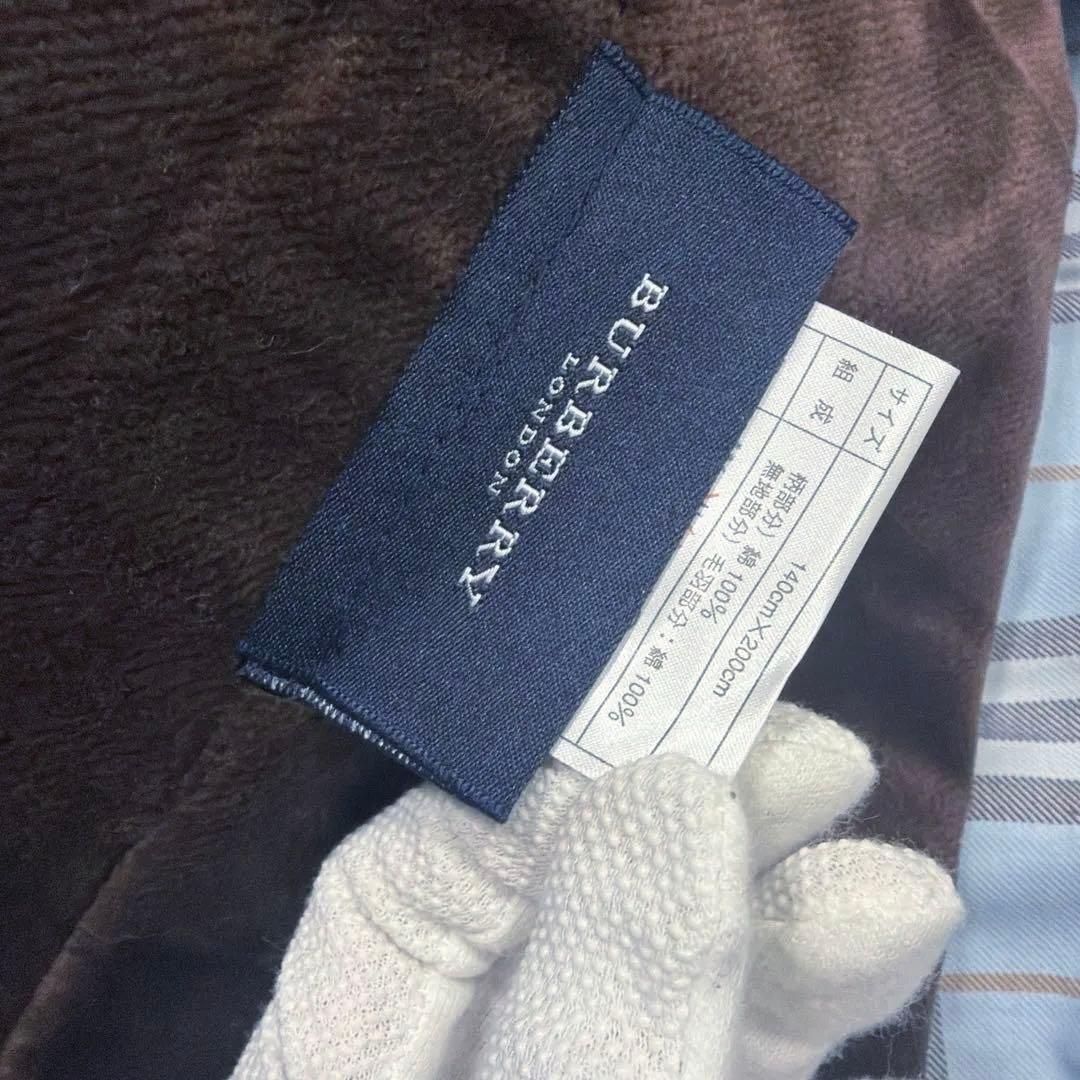 BURBERRY
LONDON
サイズ
140cm×200cm
組成
柄部分) 綿 100%
無地部分) 毛羽部分:綿 100%